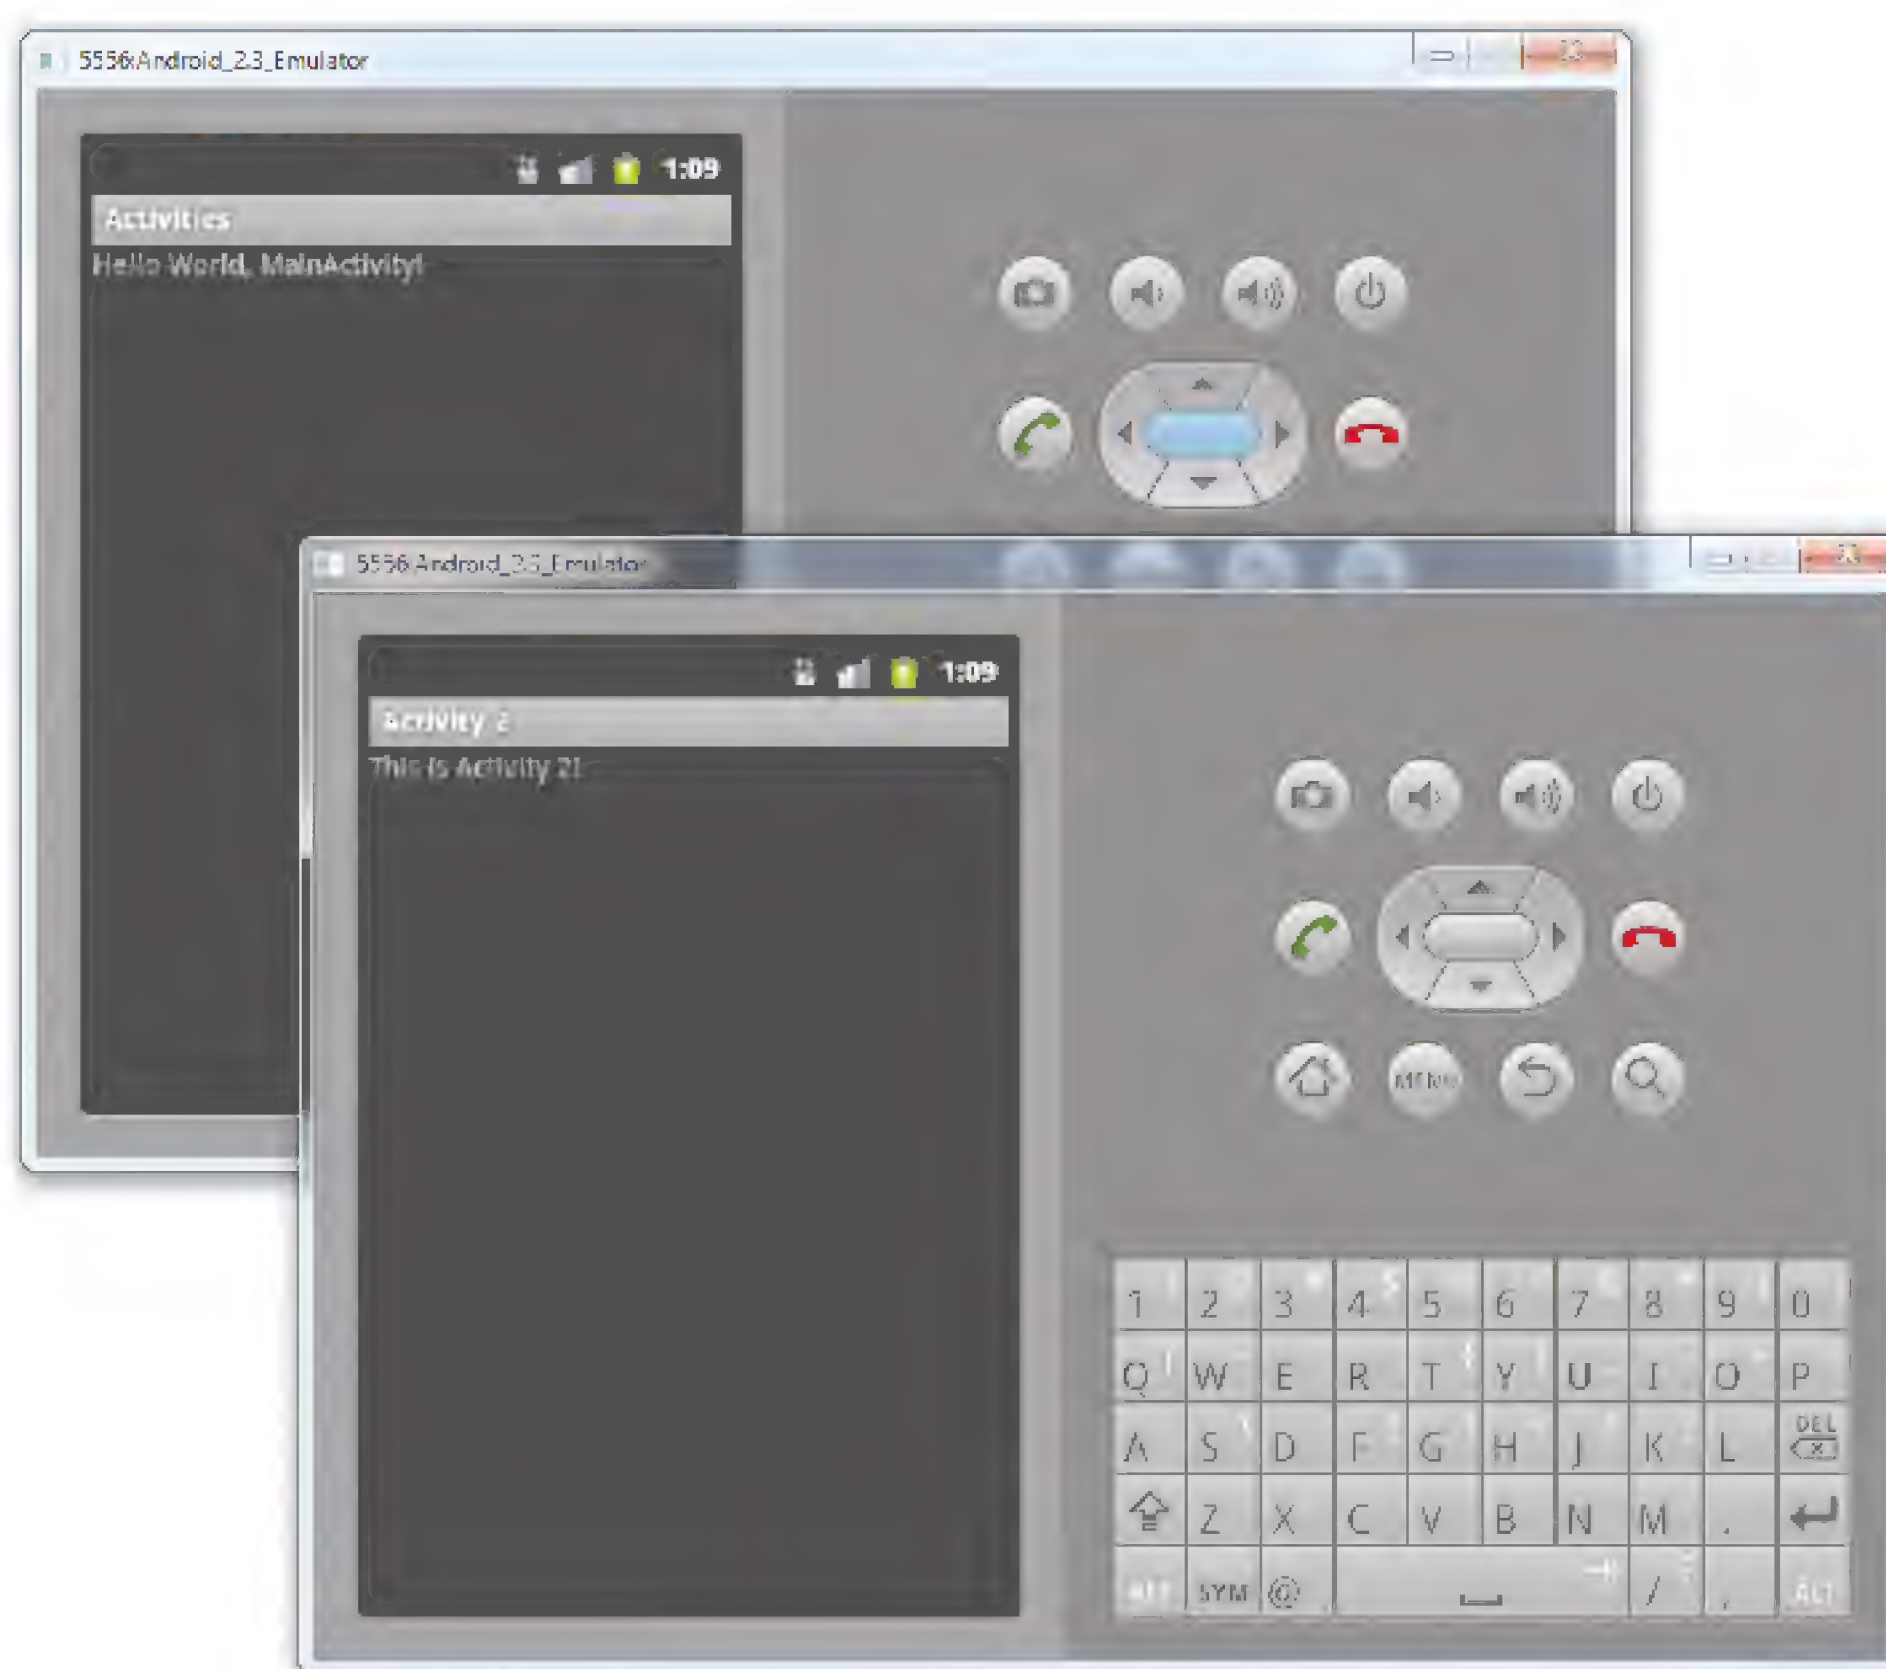 5556:Android_2.3_Emulator
1:09
Activities
Hello World, MainActivity!
5556:Android_2.3_Emulator
1:09
Activity 2
This is Activity 2!
MENU
1 2 3 4 5 6 7 8 9 0
Q W E R T Y U I O P
A S D F G H J K L DEL
Z X C V B N M .
ALT SYM @ / , ALT